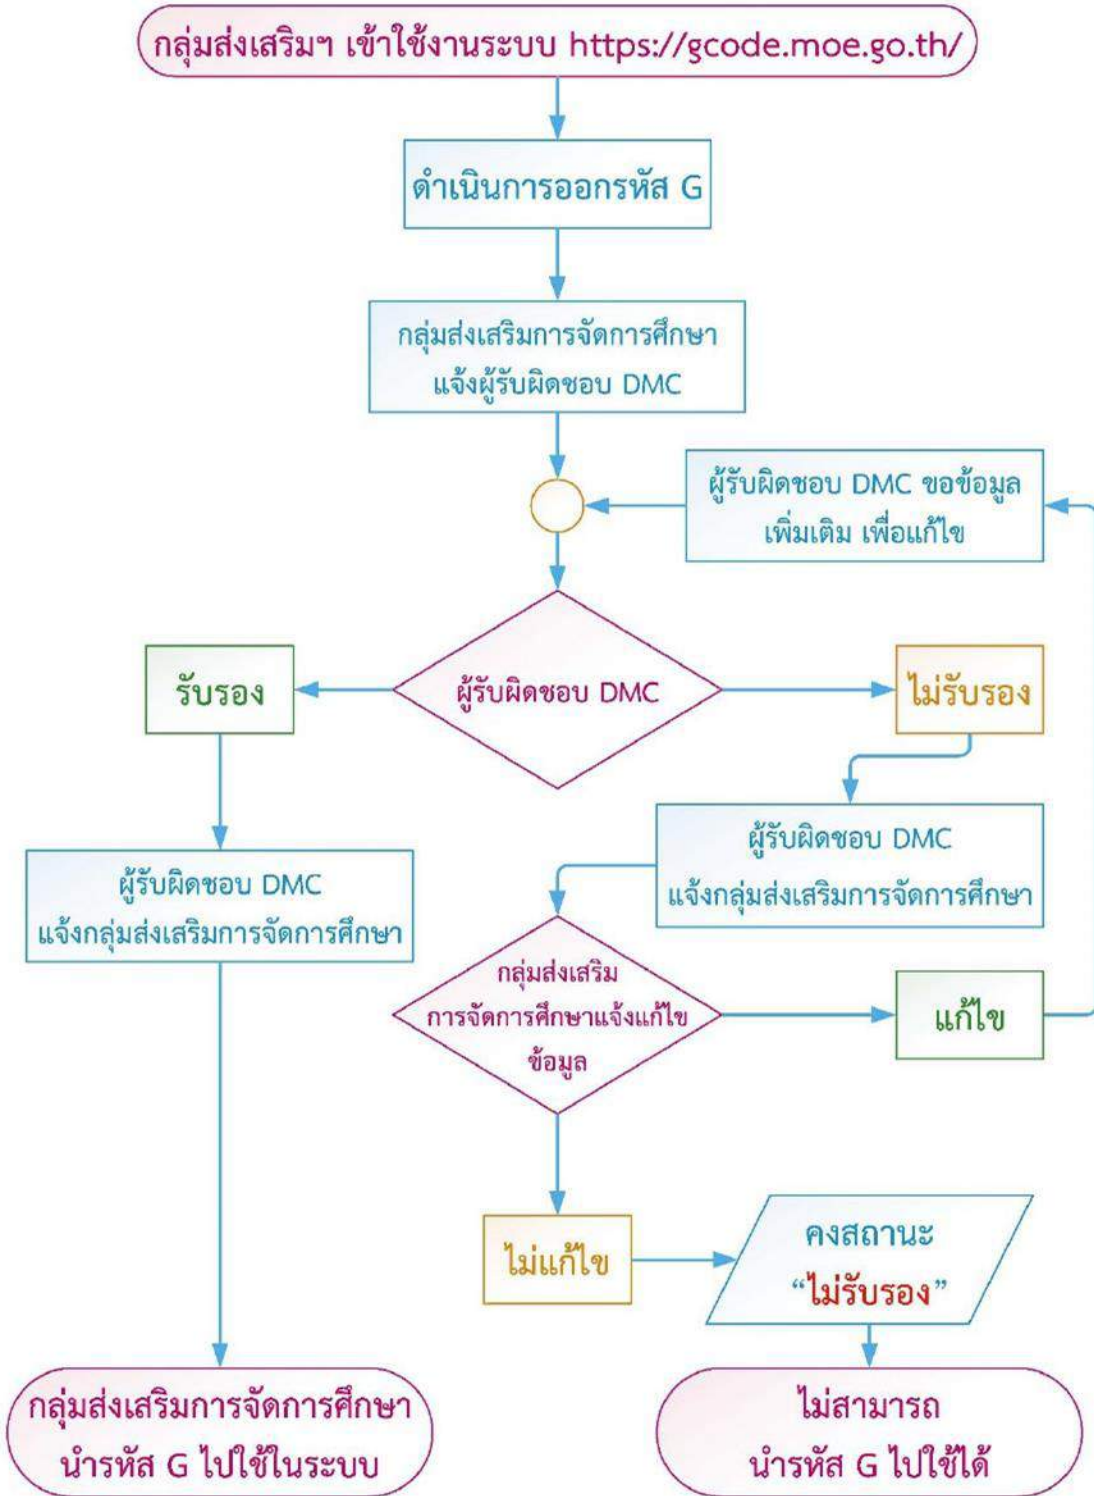 กลุ่มส่งเสริมฯ เข้าใช้งานระบบ https://gcode.moe.go.th/
ดำเนินการออกรหัส G
กลุ่มส่งเสริมการจัดการศึกษา
แจ้งผู้รับผิดชอบ DMC
ผู้รับผิดชอบ DMC ขอข้อมูล
เพิ่มเติม เพื่อแก้ไข
รับรอง
ผู้รับผิดชอบ DMC
ไม่รับรอง
ผู้รับผิดชอบ DMC
แจ้งกลุ่มส่งเสริมการจัดการศึกษา
ผู้รับผิดชอบ DMC
แจ้งกลุ่มส่งเสริมการจัดการศึกษา
กลุ่มส่งเสริม
การจัดการศึกษาแจ้งแก้ไข
ข้อมูล
แก้ไข
ไม่แก้ไข
คงสถานะ
“ไม่รับรอง”
กลุ่มส่งเสริมการจัดการศึกษา
นำรหัส G ไปใช้ในระบบ
ไม่สามารถ
นำรหัส G ไปใช้ได้